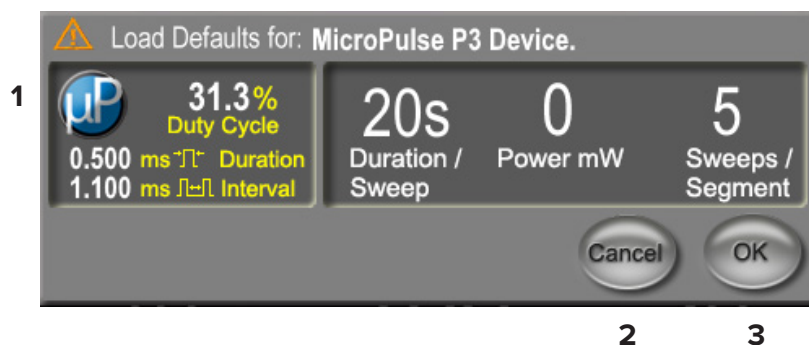 Load Defaults for: MicroPulse P3 Device.
1
µP
31.3%
Duty Cycle
0.500 ms Duration
1.100 ms Interval
20s
Duration /
Sweep
0
Power mW
5
Sweeps /
Segment
Cancel
OK
2
3